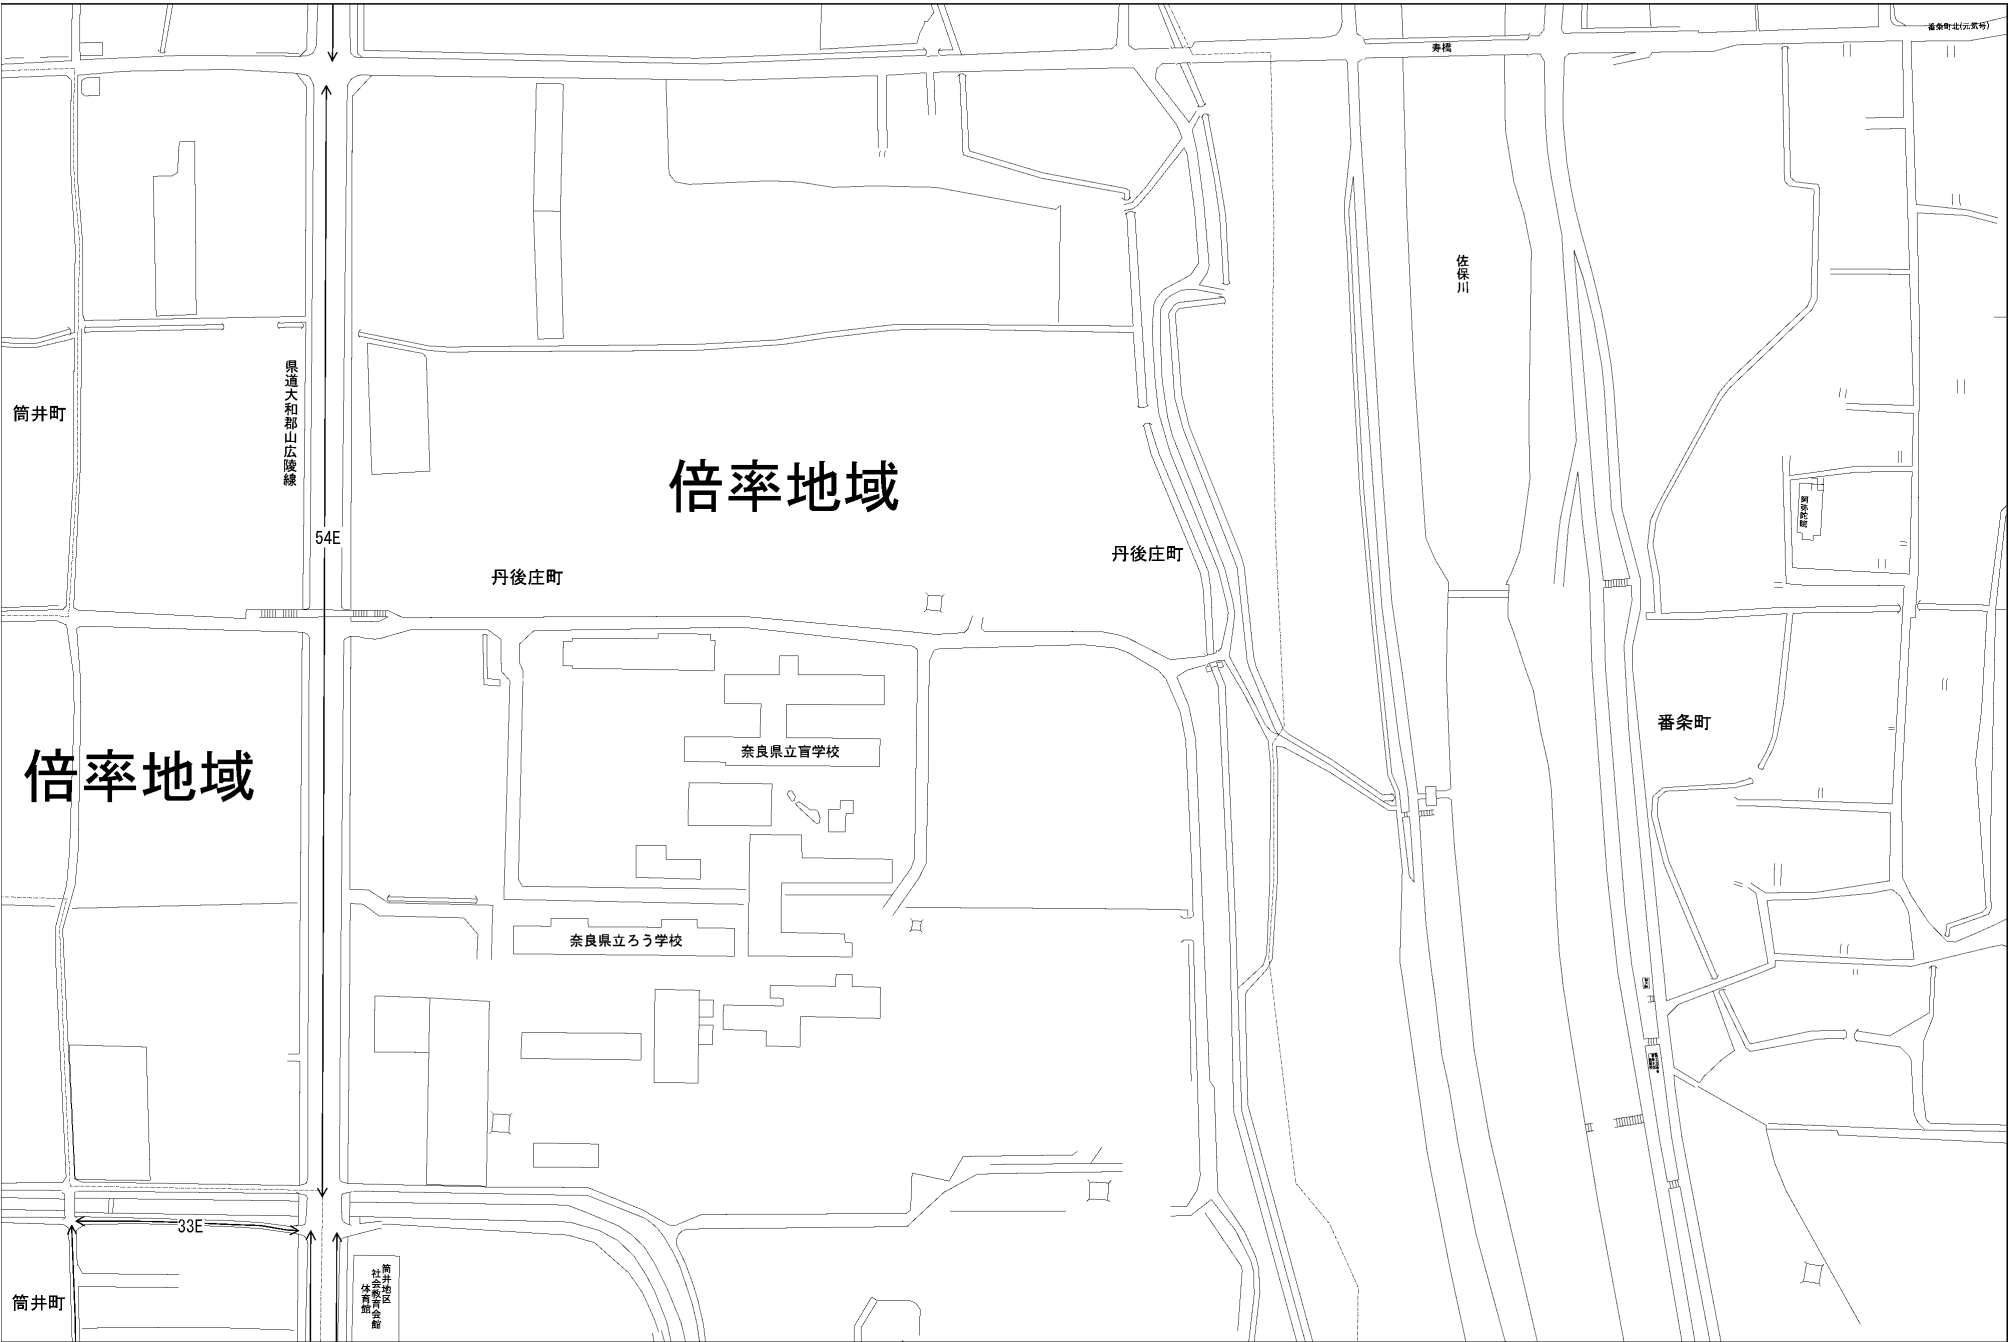 番条町北(元気号)
寿橋
佐保川
県道大和郡山広陵線
筒井町
倍率地域
阿弥陀院
54E
丹後庄町
丹後庄町
番条町
奈良県立盲学校
倍率地域
奈良県立ろう学校
33E
筒井町
筒井地区
社会教育会館
体育館